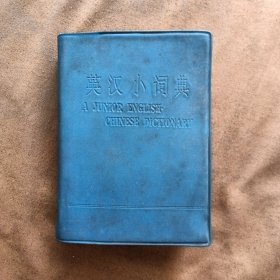 英汉小词典
A JUNIOR ENGLISH-
CHINESE DICTIONARY